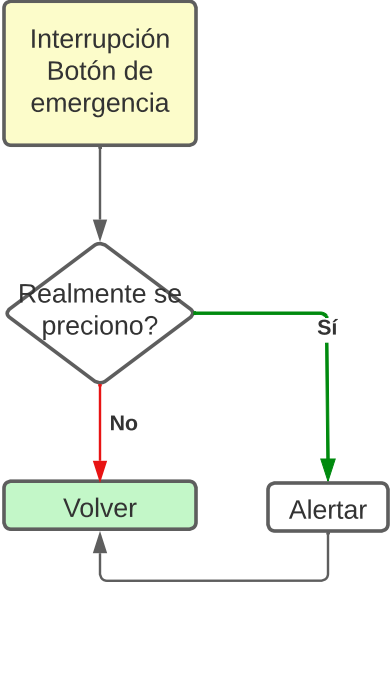 Interrupción
Botón de
emergencia
Realmente se
preciono?
Sí
No
Volver
Alertar